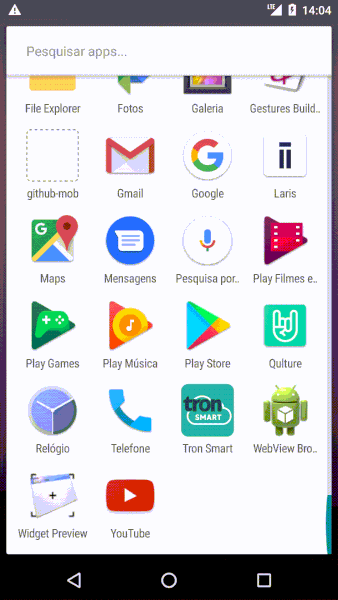 LTE 14:04
Pesquisar apps...
File Explorer Fotos Galeria Gestures Build..
github-mob Gmail Google Laris
Maps Mensagens Pesquisa por.. Play Filmes e..
Play Games Play Música Play Store Qulture
tron
SMART
Relógio Telefone Tron Smart WebView Bro..
Widget Preview YouTube